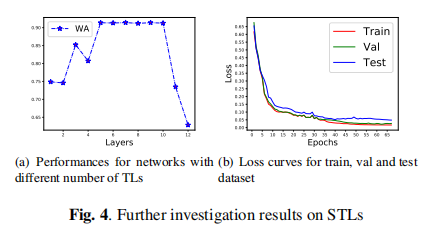 WA
0.90
0.85
0.80
0.75
0.70
0.65
2 4 6 8 10 12
Layers
Train
Val
Test
Loss
0.65
0.60
0.55
0.50
0.45
0.40
0.35
0.30
0.25
0.20
0.15
0.10
0.05
0.00
0 5 10 15 20 25 30 35 40 45 50 55 60 65
Epochs
(a) Performances for networks with
different number of TLs
(b) Loss curves for train, val and test
dataset
Fig. 4. Further investigation results on STLs